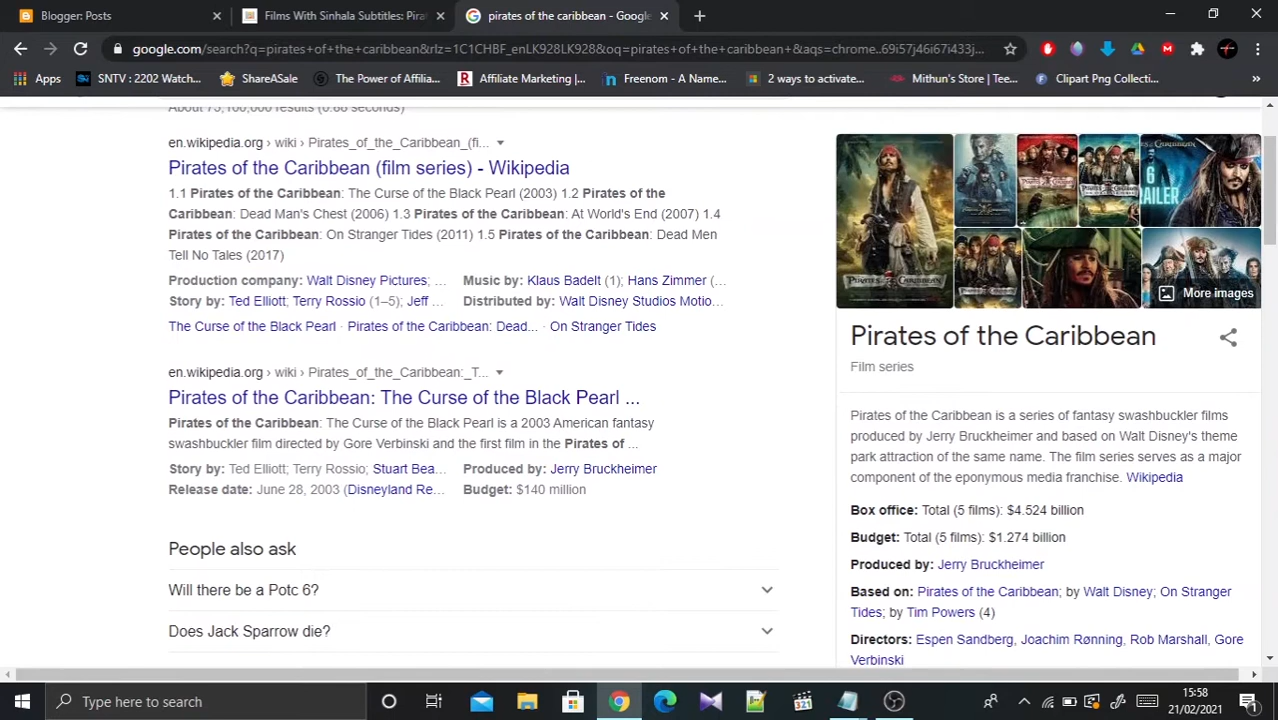 Blogger: Posts
Films With Sinhala Subtitles: Pirat
pirates of the caribbean - Google
google.com/search?q=pirates+of+the+caribbean&rlz=1C1CHBF_enLK928LK928&oq=pirates+of+the+caribbean+&aqs=chrome..69i57j46i67i433j...
Apps
SNTV : 2202 Watch...
ShareASale
The Power of Affilia...
Affiliate Marketing |...
Freenom - A Name...
2 ways to activate...
Mithun's Store | Tee...
Clipart Png Collecti...
»
en.wikipedia.org › wiki › Pirates_of_the_Caribbean_(fi...
Pirates of the Caribbean (film series) - Wikipedia
1.1 Pirates of the Caribbean: The Curse of the Black Pearl (2003) 1.2 Pirates of the
Caribbean: Dead Man's Chest (2006) 1.3 Pirates of the Caribbean: At World's End (2007) 1.4
Pirates of the Caribbean: On Stranger Tides (2011) 1.5 Pirates of the Caribbean: Dead Men
Tell No Tales (2017)
Production company: Walt Disney Pictures; ...
Music by: Klaus Badelt (1); Hans Zimmer (...
Story by: Ted Elliott; Terry Rossio (1–5); Jeff ...
Distributed by: Walt Disney Studios Motio...
The Curse of the Black Pearl · Pirates of the Caribbean: Dead... · On Stranger Tides
en.wikipedia.org › wiki › Pirates_of_the_Caribbean:_T...
Pirates of the Caribbean: The Curse of the Black Pearl ...
Pirates of the Caribbean: The Curse of the Black Pearl is a 2003 American fantasy
swashbuckler film directed by Gore Verbinski and the first film in the Pirates of ...
Story by: Ted Elliott; Terry Rossio; Stuart Bea...
Produced by: Jerry Bruckheimer
Release date: June 28, 2003 (Disneyland Re...
Budget: $140 million
People also ask
Will there be a Potc 6?
Does Jack Sparrow die?
6
More images
Pirates of the Caribbean
Film series
Pirates of the Caribbean is a series of fantasy swashbuckler films
produced by Jerry Bruckheimer and based on Walt Disney's theme
park attraction of the same name. The film series serves as a major
component of the eponymous media franchise. Wikipedia
Box office: Total (5 films): $4.524 billion
Budget: Total (5 films): $1.274 billion
Produced by: Jerry Bruckheimer
Based on: Pirates of the Caribbean; by Walt Disney; On Stranger
Tides; by Tim Powers (4)
Directors: Espen Sandberg, Joachim Rønning, Rob Marshall, Gore
Verbinski
Type here to search
321
15:58
21/02/2021
1